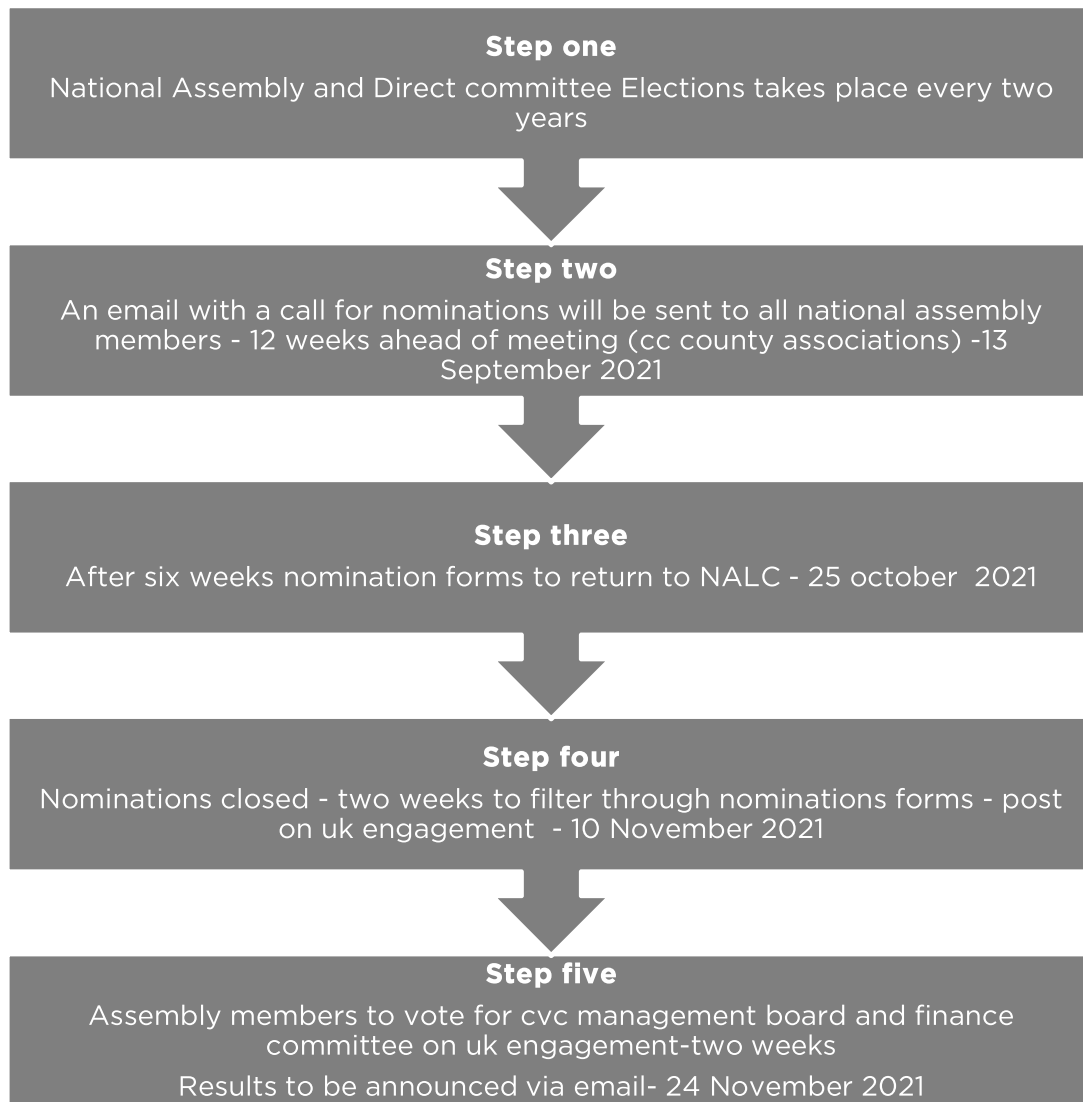 Step one
National Assembly and Direct committee Elections takes place every two
years
Step two
An email with a call for nominations will be sent to all national assembly
members - 12 weeks ahead of meeting (cc county associations) -13
September 2021
Step three
After six weeks nomination forms to return to NALC - 25 october  2021
Step four
Nominations closed - two weeks to filter through nominations forms - post
on uk engagement  - 10 November 2021
Step five
Assembly members to vote for cvc management board and finance
committee on uk engagement-two weeks
Results to be announced via email- 24 November 2021